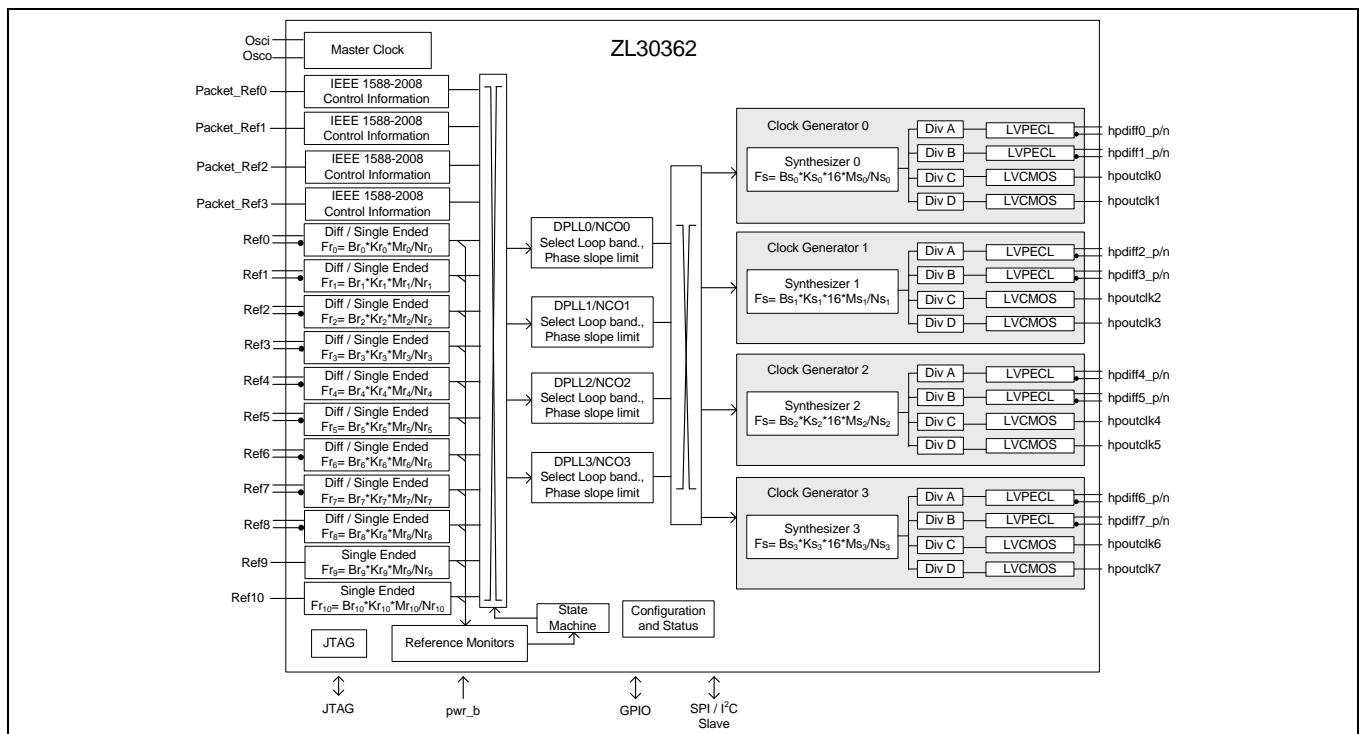 ZL30362
Osci
Osco
Master Clock
Packet_Ref0
IEEE 1588-2008
Control Information
Packet_Ref1
IEEE 1588-2008
Control Information
Packet_Ref2
IEEE 1588-2008
Control Information
Packet_Ref3
IEEE 1588-2008
Control Information
Ref0
Diff / Single Ended
Fr₀= Br₀*Kr₀*Mr₀/Nr₀
Ref1
Diff / Single Ended
Fr₁= Br₁*Kr₁*Mr₁/Nr₁
Ref2
Diff / Single Ended
Fr₂= Br₂*Kr₂*Mr₂/Nr₂
Ref3
Diff / Single Ended
Fr₃= Br₃*Kr₃*Mr₃/Nr₃
Ref4
Diff / Single Ended
Fr₄= Br₄*Kr₄*Mr₄/Nr₄
Ref5
Diff / Single Ended
Fr₅= Br₅*Kr₅*Mr₅/Nr₅
Ref6
Diff / Single Ended
Fr₆= Br₆*Kr₆*Mr₆/Nr₆
Ref7
Diff / Single Ended
Fr₇= Br₇*Kr₇*Mr₇/Nr₇
Ref8
Diff / Single Ended
Fr₈= Br₈*Kr₈*Mr₈/Nr₈
Ref9
Single Ended
Fr₉= Br₉*Kr₉*Mr₉/Nr₉
Ref10
Single Ended
Fr₁₀= Br₁₀*Kr₁₀*Mr₁₀/Nr₁₀
DPLL0/NCO0
Select Loop band.,
Phase slope limit
DPLL1/NCO1
Select Loop band.,
Phase slope limit
DPLL2/NCO2
Select Loop band.,
Phase slope limit
DPLL3/NCO3
Select Loop band.,
Phase slope limit
Clock Generator 0
Synthesizer 0
Fs= Bs₀*Ks₀*16*Ms₀/Ns₀
Div A LVPECL hpdiff0_p/n
Div B LVPECL hpdiff1_p/n
Div C LVCMOS hpoutclk0
Div D LVCMOS hpoutclk1
Clock Generator 1
Synthesizer 1
Fs= Bs₁*Ks₁*16*Ms₁/Ns₁
Div A LVPECL hpdiff2_p/n
Div B LVPECL hpdiff3_p/n
Div C LVCMOS hpoutclk2
Div D LVCMOS hpoutclk3
Clock Generator 2
Synthesizer 2
Fs= Bs₂*Ks₂*16*Ms₂/Ns₂
Div A LVPECL hpdiff4_p/n
Div B LVPECL hpdiff5_p/n
Div C LVCMOS hpoutclk4
Div D LVCMOS hpoutclk5
Clock Generator 3
Synthesizer 3
Fs= Bs₃*Ks₃*16*Ms₃/Ns₃
Div A LVPECL hpdiff6_p/n
Div B LVPECL hpdiff7_p/n
Div C LVCMOS hpoutclk6
Div D LVCMOS hpoutclk7
JTAG
Reference Monitors
State
Machine
Configuration
and Status
JTAG
pwr_b
GPIO
SPI / I²C
Slave